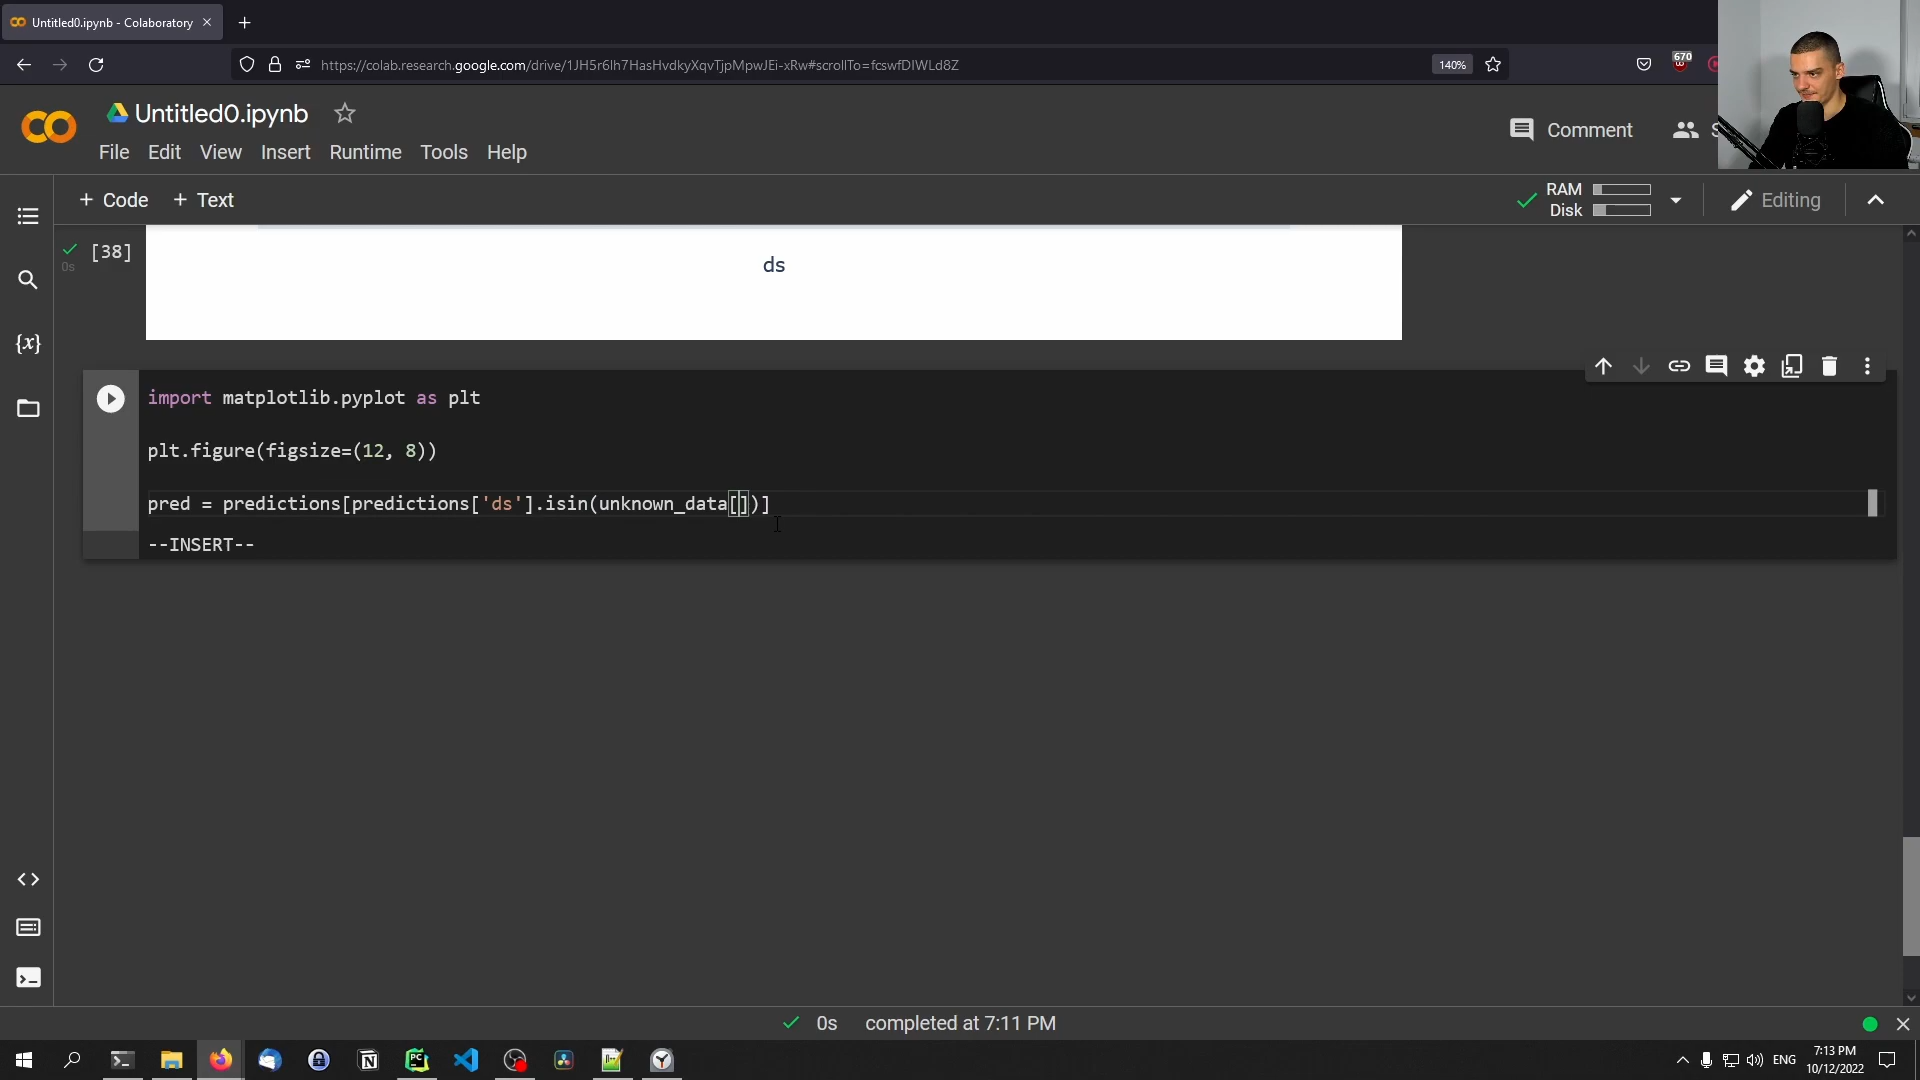 Untitled0.ipynb - Colaboratory
https://colab.research.google.com/drive/1JH5r6lh7HasHvdkyXqvTjpMpwJEi-xRw#scrollTo=fcswfDIWLd8Z
140%
670
Untitled0.ipynb
Comment
S
File Edit View Insert Runtime Tools Help
+ Code + Text
RAM
Disk
Editing
[38]
0s
ds
import matplotlib.pyplot as plt
plt.figure(figsize=(12, 8))
pred = predictions[predictions['ds'].isin(unknown_data[])]
--INSERT--
{x}
0s completed at 7:11 PM
PC
ENG
7:13 PM
10/12/2022